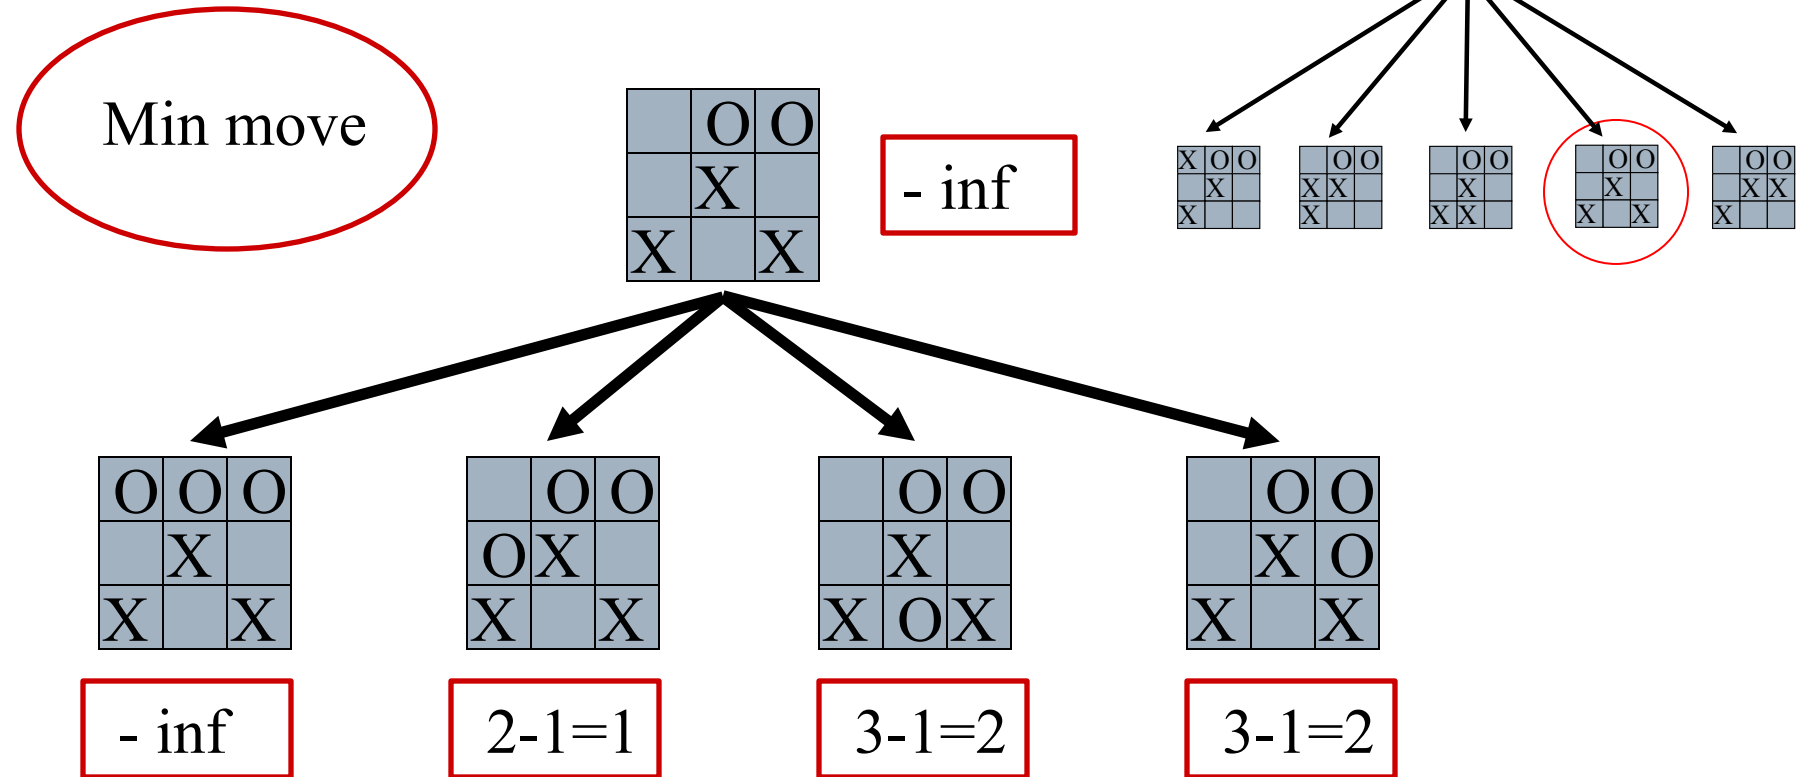 Min move
O O
X
X X
- inf
X O O
X
X
O O
X X
X
O O
X
X X
O O
X
X X
O O
X X
X
O O O
X
X X
- inf
O O
O X
X X
2-1=1
O O
X
X O X
3-1=2
O O
X O
X X
3-1=2